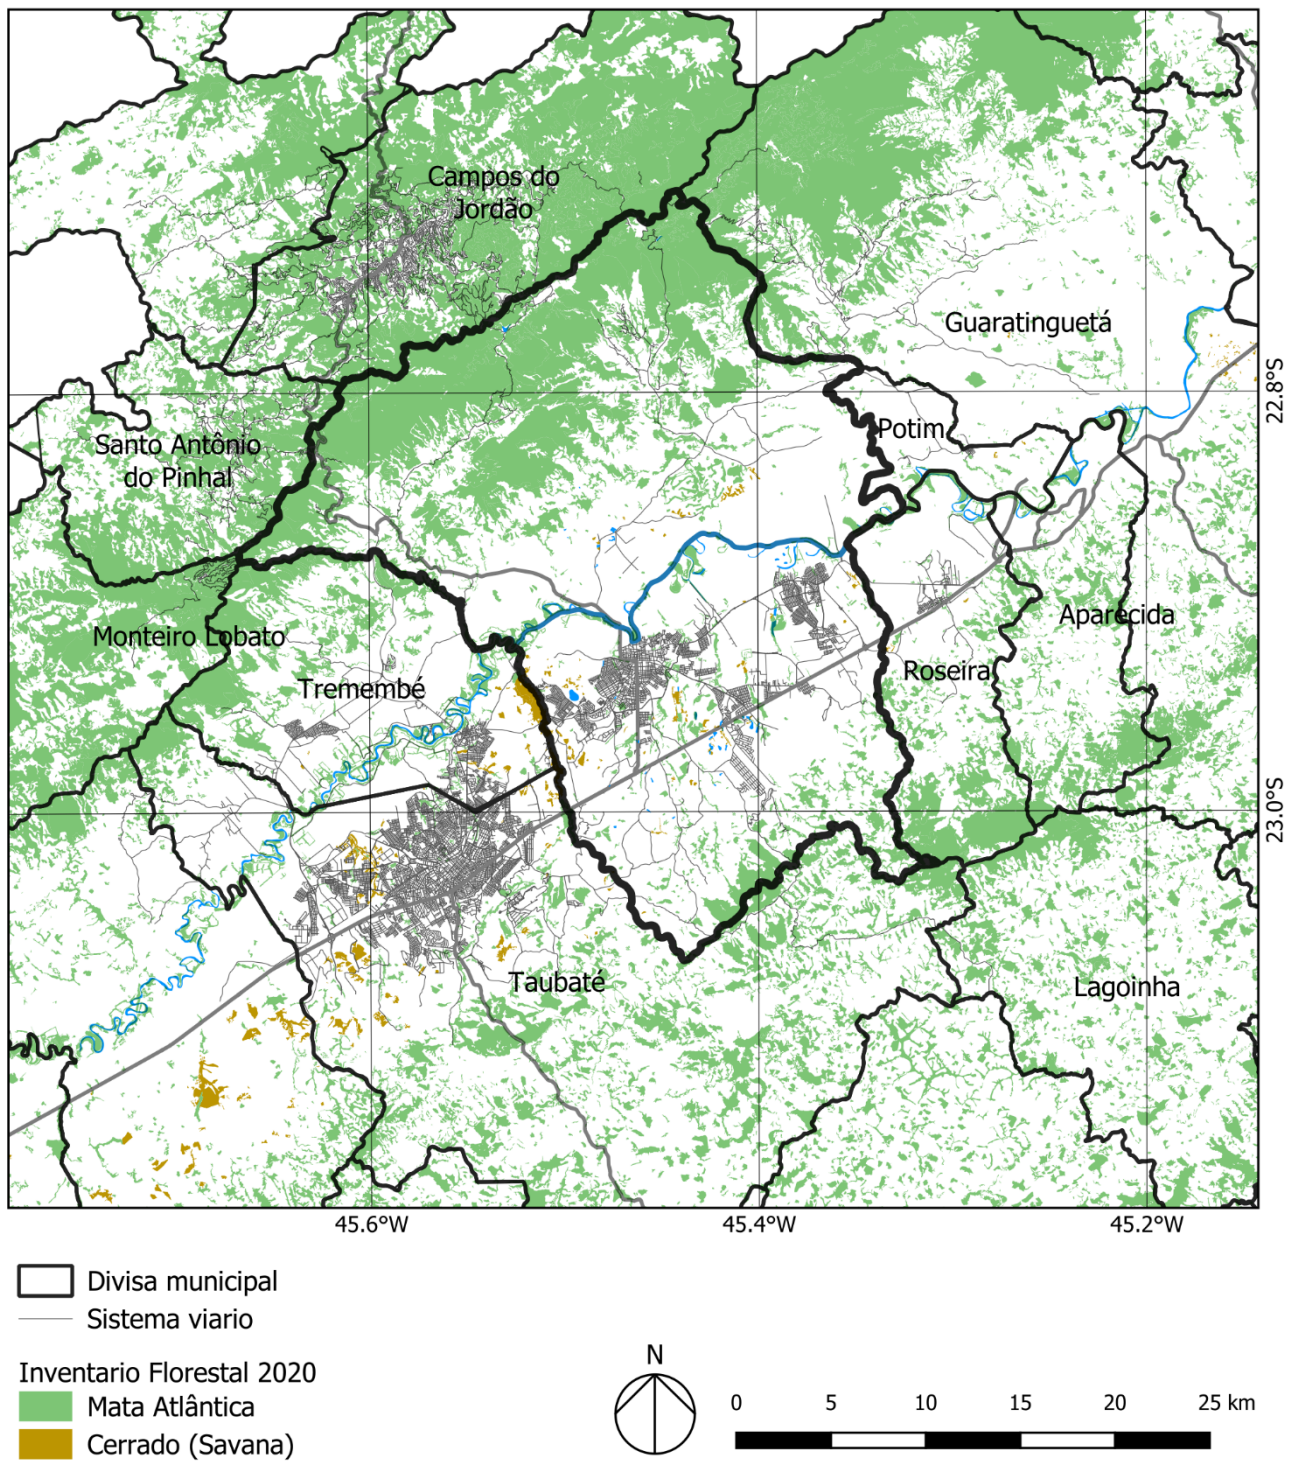 Campos do
Jordão
Guaratinguetá
22.8°S
Potim
Santo Antônio
do Pinhal
Aparecida
Monteiro Lobato
Roseira
Tremembé
23.0°S
Taubaté
Lagoinha
45.6°W
45.4°W
45.2°W
Divisa municipal
Sistema viario
Inventario Florestal 2020
Mata Atlântica
Cerrado (Savana)
N
0 5 10 15 20 25 km